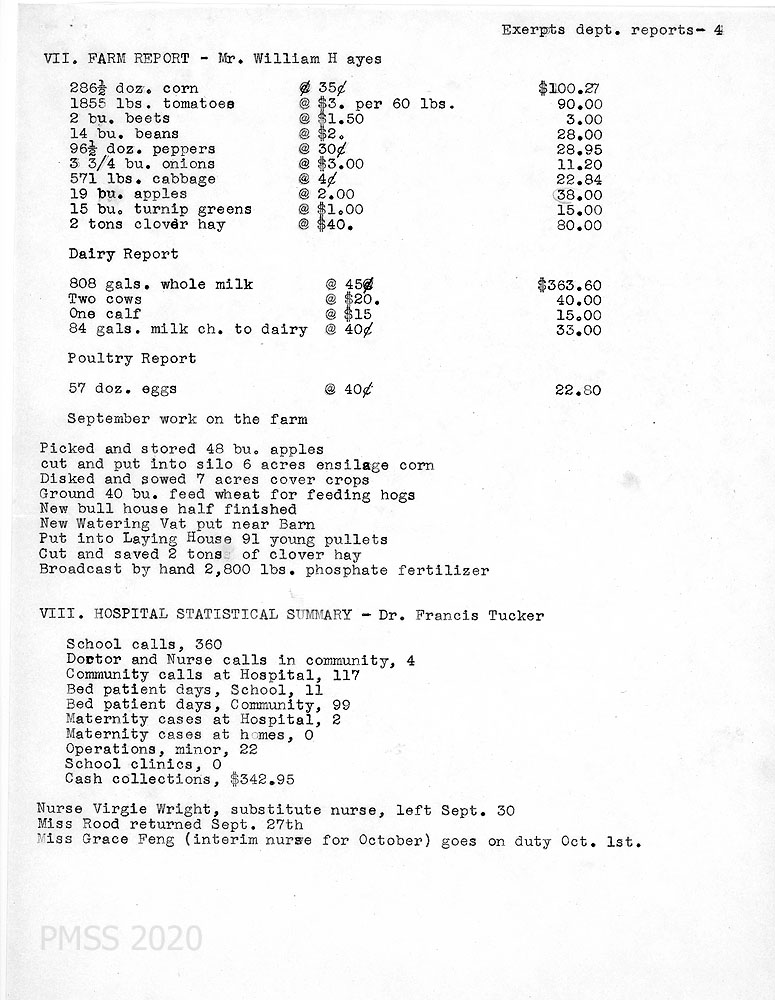 Exerpts dept. reports- 4
VII. FARM REPORT - Mr. William H ayes
286½ doz. corn @ 35¢ $100.27
1855 lbs. tomatoes @ $3. per 60 lbs. 90.00
2 bu. beets @ $1.50 3.00
14 bu. beans @ $2. 28.00
96½ doz. peppers @ 30¢ 28.95
3 3/4 bu. onions @ $3.00 11.20
571 lbs. cabbage @ 4¢ 22.84
19 bu. apples @ 2.00 38.00
15 bu. turnip greens @ $1.00 15.00
2 tons clover hay @ $40. 80.00
Dairy Report
808 gals. whole milk @ 45¢ $363.60
Two cows @ $20. 40.00
One calf @ $15 15.00
84 gals. milk ch. to dairy @ 40¢ 33.00
Poultry Report
57 doz. eggs @ 40¢ 22.80
September work on the farm
Picked and stored 48 bu. apples
cut and put into silo 6 acres ensilage corn
Disked and sowed 7 acres cover crops
Ground 40 bu. feed wheat for feeding hogs
New bull house half finished
New Watering Vat put near Barn
Put into Laying House 91 young pullets
Cut and saved 2 tons of clover hay
Broadcast by hand 2,800 lbs. phosphate fertilizer
VIII. HOSPITAL STATISTICAL SUMMARY - Dr. Francis Tucker
School calls, 360
Doctor and Nurse calls in community, 4
Community calls at Hospital, 117
Bed patient days, School, 11
Bed patient days, Community, 99
Maternity cases at Hospital, 2
Maternity cases at homes, 0
Operations, minor, 22
School clinics, 0
Cash collections, $342.95
Nurse Virgie Wright, substitute nurse, left Sept. 30
Miss Rood returned Sept. 27th
Miss Grace Feng (interim nurse for October) goes on duty Oct. 1st.
PMSS 2020